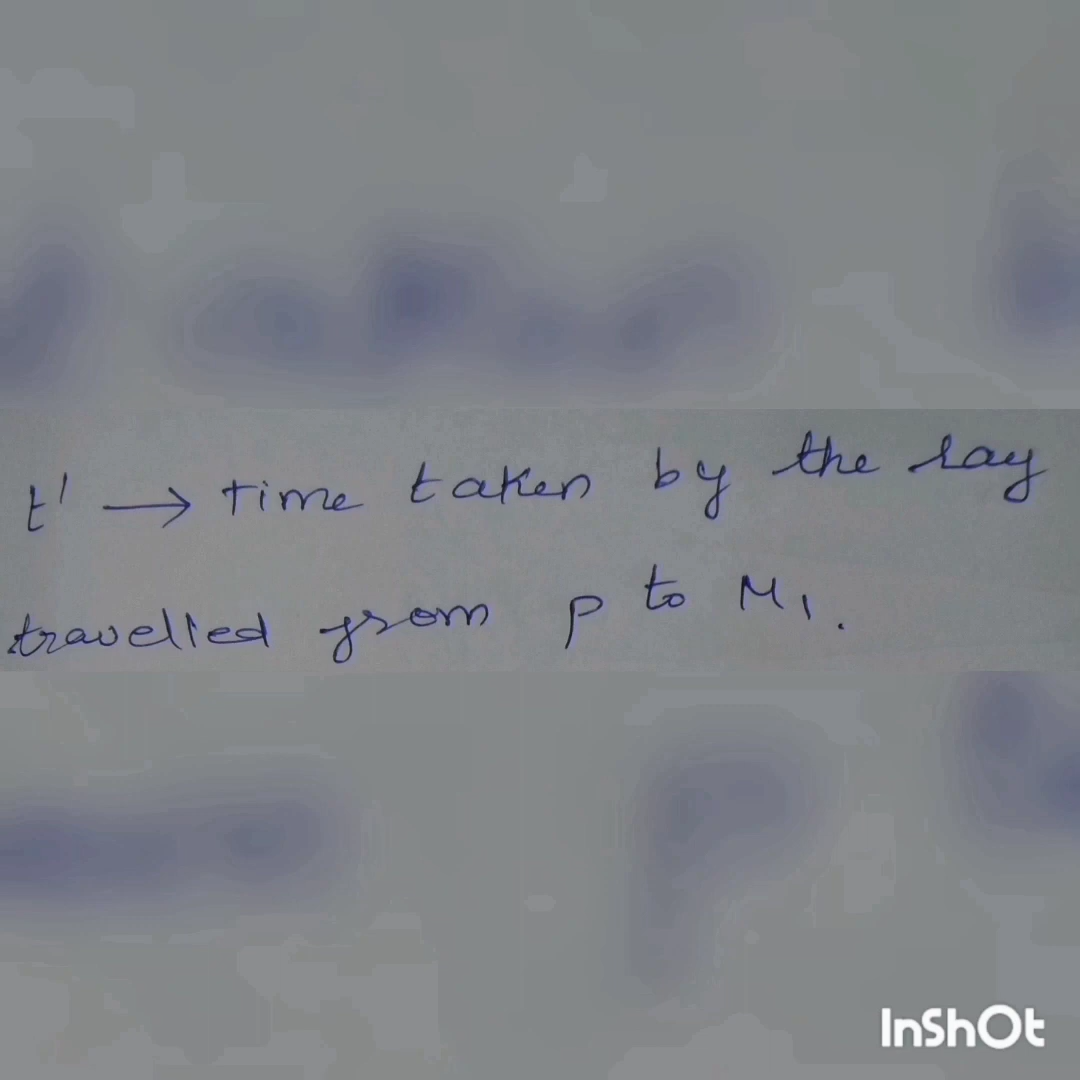 t' → Time taken by the ray
travelled from P to M₁.
InShOt